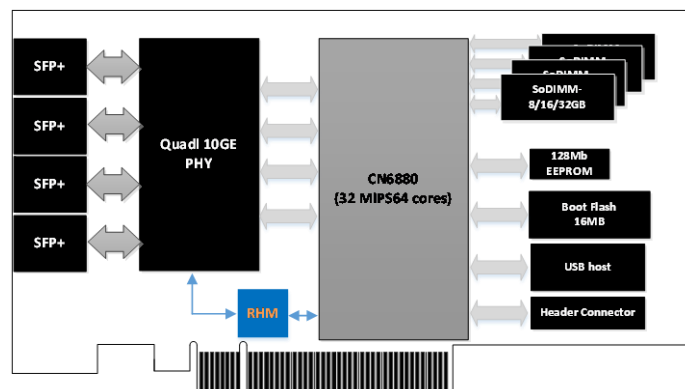 SFP+
SFP+
SFP+
SFP+
Quadl 10GE
PHY
RHM
CN6880
(32 MIPS64 cores)
SoDIMM-
8/16/32GB
128Mb
EEPROM
Boot Flash
16MB
USB host
Header Connector